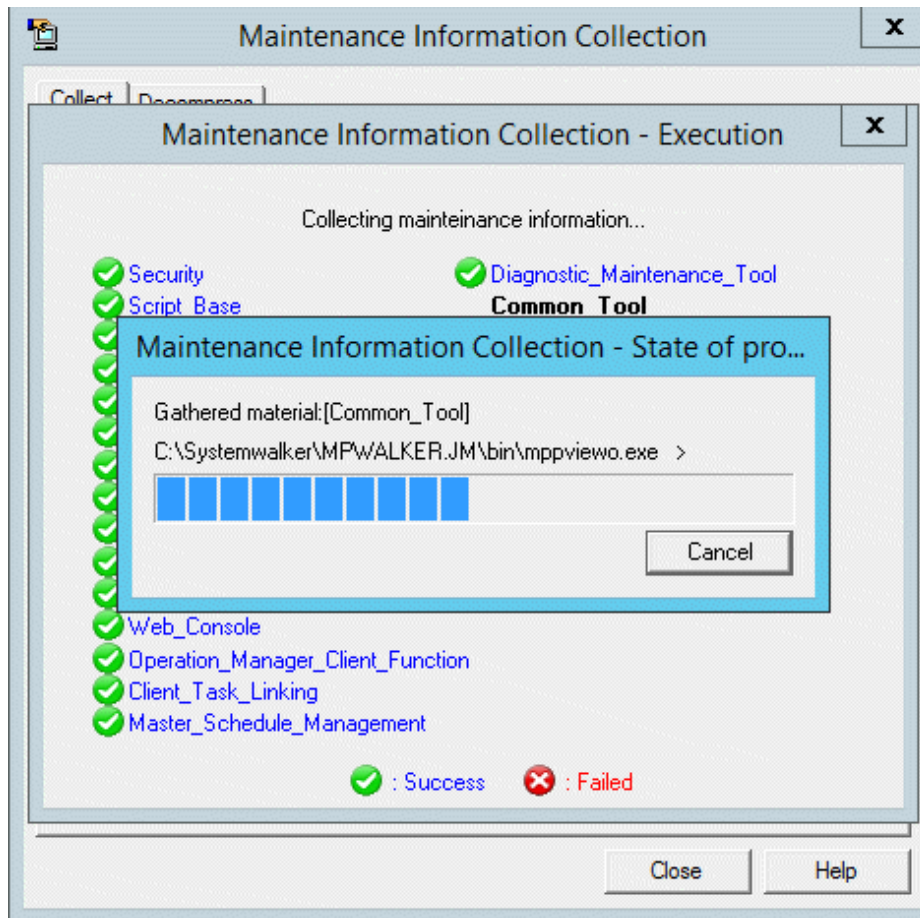 Maintenance Information Collection
Collect
Maintenance Information Collection - Execution
Collecting mainteinance information...
Security
Diagnostic_Maintenance_Tool
Script_Base
Common_Tool
Maintenance Information Collection - State of pro...
Gathered material:[Common_Tool]
C:\Systemwalker\MPWALKER.JM\bin\mppviewo.exe >
Cancel
Web_Console
Operation_Manager_Client_Function
Client_Task_Linking
Master_Schedule_Management
: Success
: Failed
Close
Help